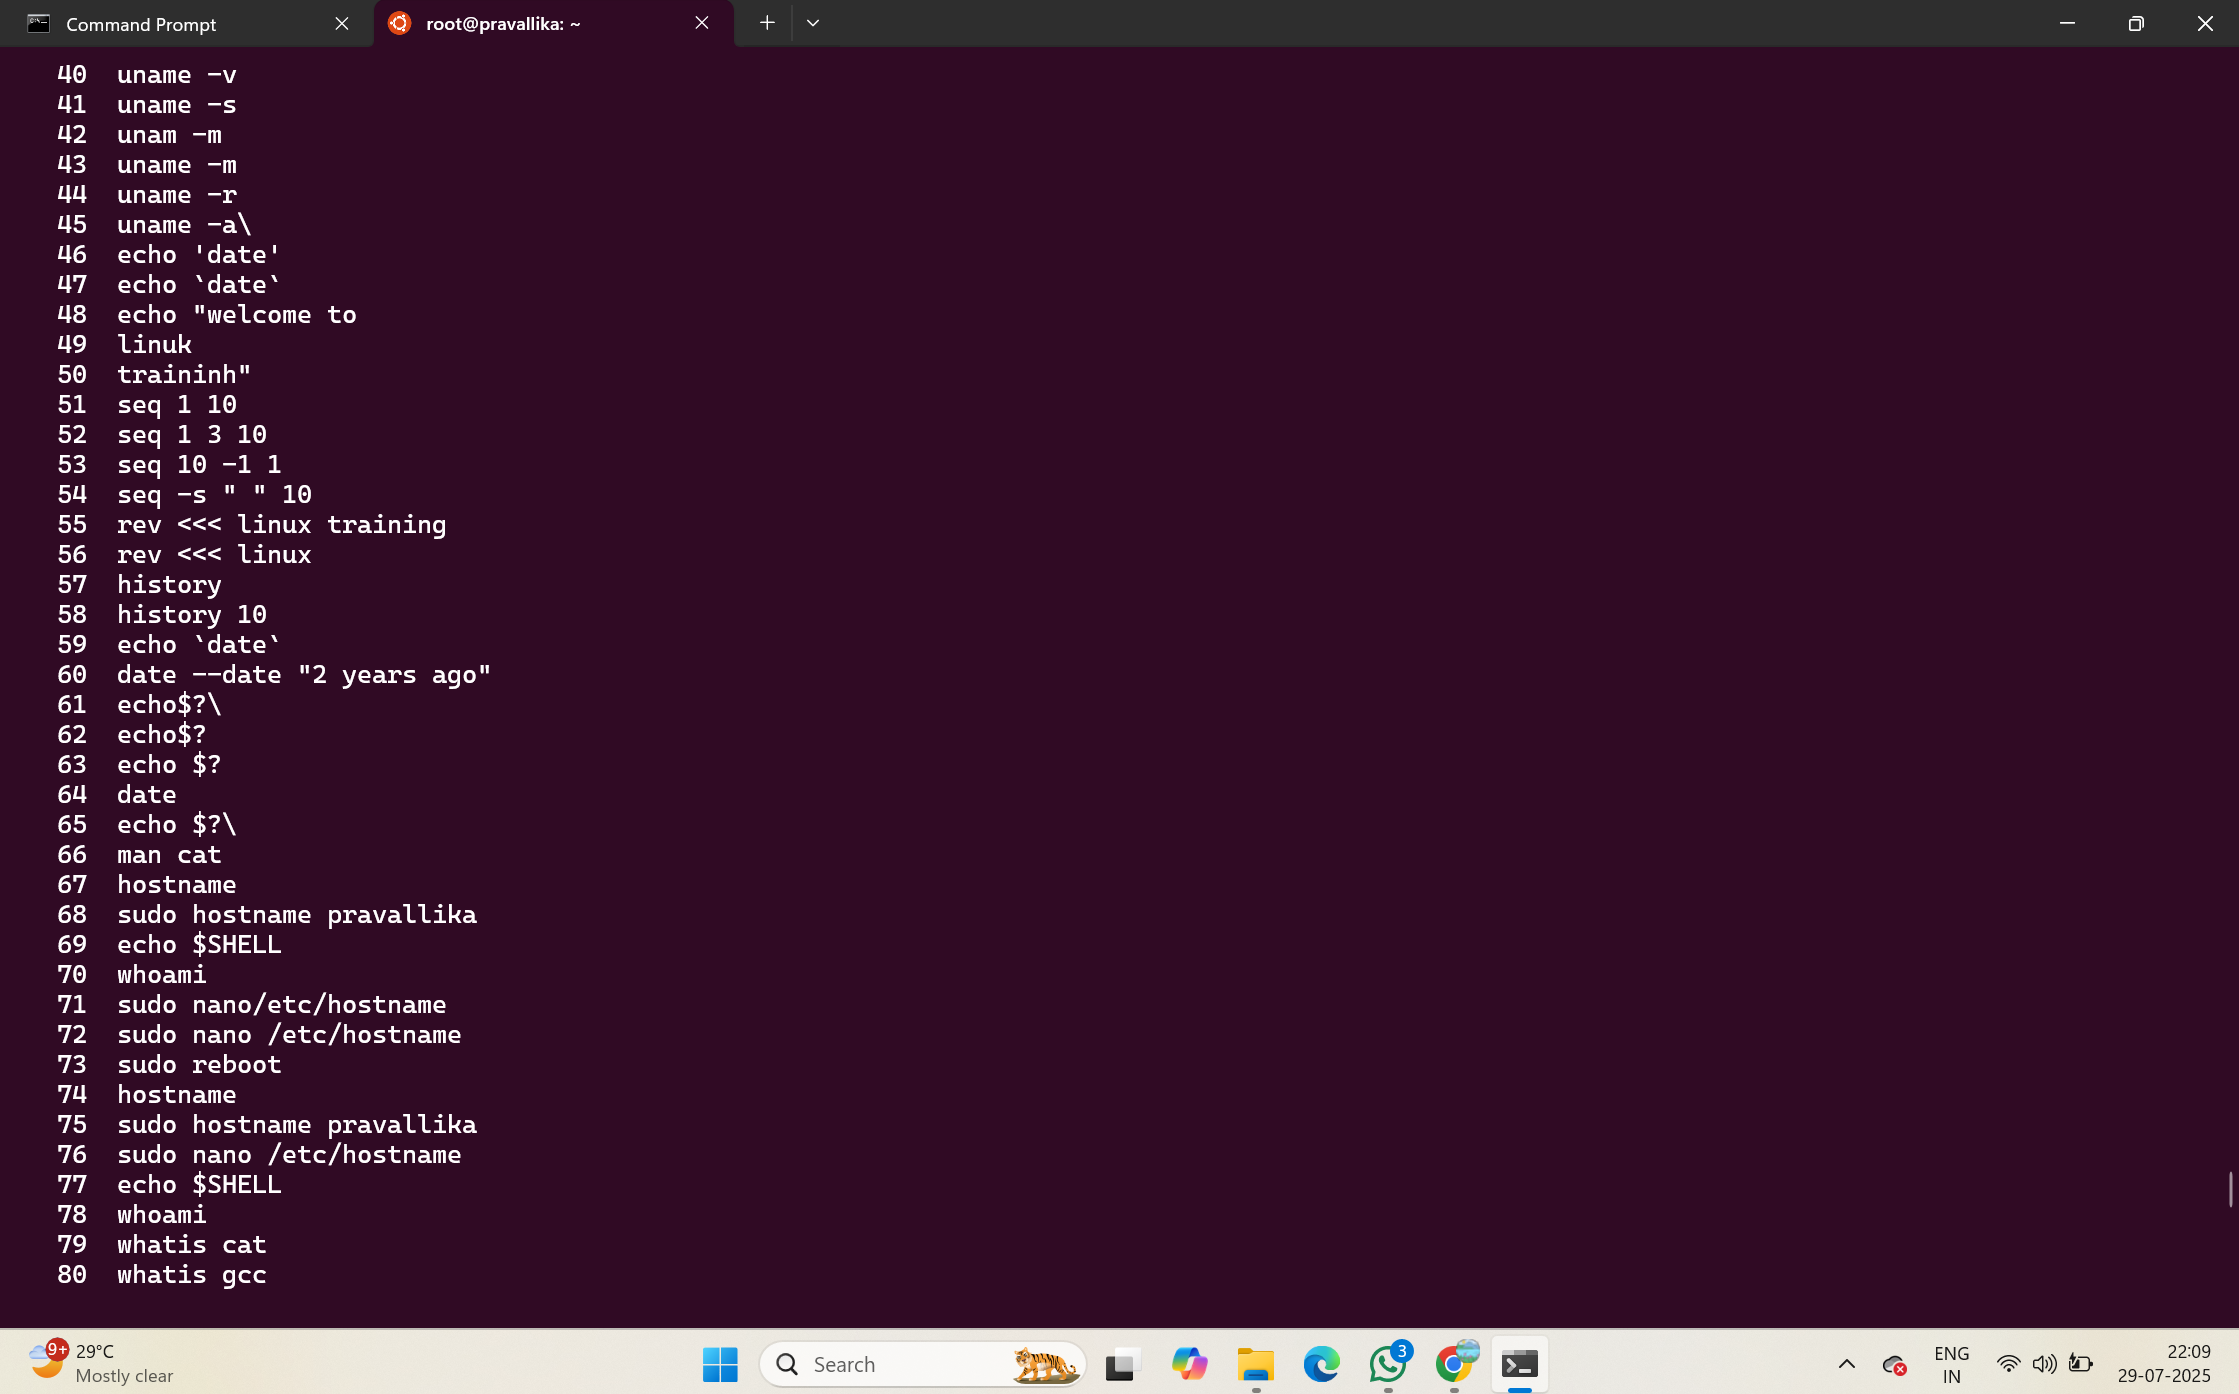 Command Prompt
root@pravallika: ~
40 uname -v
41 uname -s
42 unam -m
43 uname -m
44 uname -r
45 uname -a\
46 echo 'date'
47 echo `date`
48 echo "welcome to
49 linuk
50 traininh"
51 seq 1 10
52 seq 1 3 10
53 seq 10 -1 1
54 seq -s " " 10
55 rev <<< linux training
56 rev <<< linux
57 history
58 history 10
59 echo `date`
60 date --date "2 years ago"
61 echo$?\
62 echo$?
63 echo $?
64 date
65 echo $?\
66 man cat
67 hostname
68 sudo hostname pravallika
69 echo $SHELL
70 whoami
71 sudo nano/etc/hostname
72 sudo nano /etc/hostname
73 sudo reboot
74 hostname
75 sudo hostname pravallika
76 sudo nano /etc/hostname
77 echo $SHELL
78 whoami
79 whatis cat
80 whatis gcc
9+
29°C
Mostly clear
Search
3
ENG
IN
22:09
29-07-2025